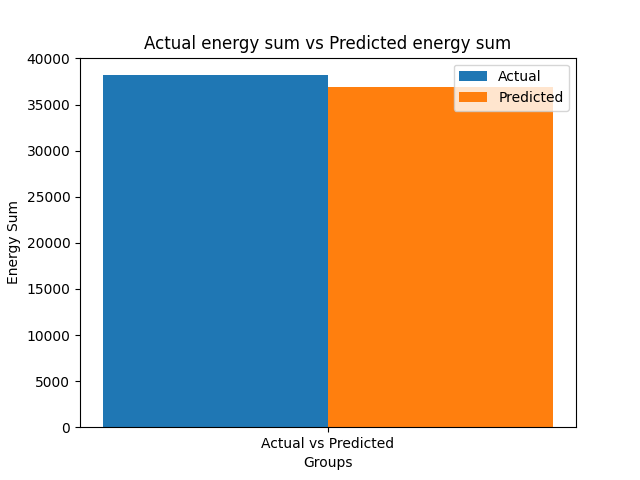 Actual energy sum vs Predicted energy sum
Actual
Predicted
40000
35000
30000
25000
20000
15000
10000
5000
0
Energy Sum
Actual vs Predicted
Groups